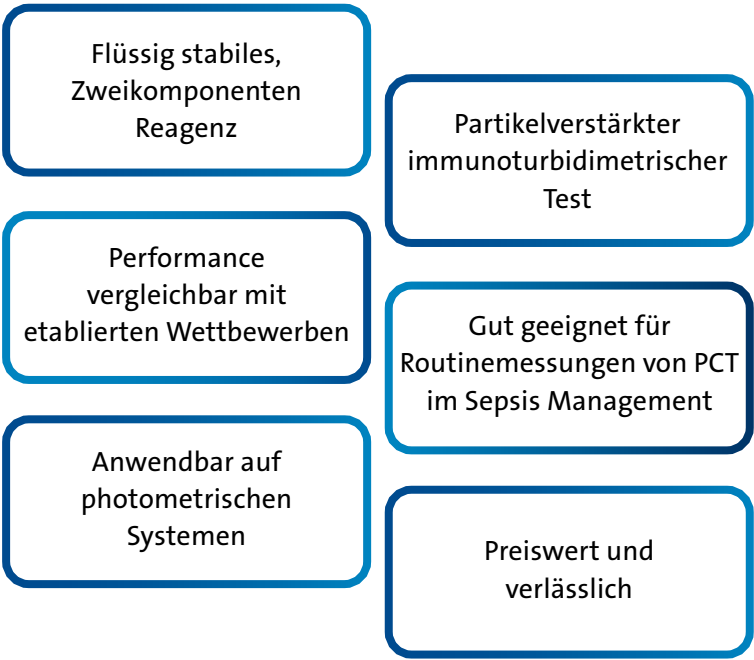 Flüssig stabiles,
Zweikomponenten
Reagenz
Partikelverstärkter
immunoturbidimetrischer
Test
Performance
vergleichbar mit
etablierten Wettbewerben
Gut geeignet für
Routinemessungen von PCT
im Sepsis Management
Anwendbar auf
photometrischen
Systemen
Preiswert und
verlässlich